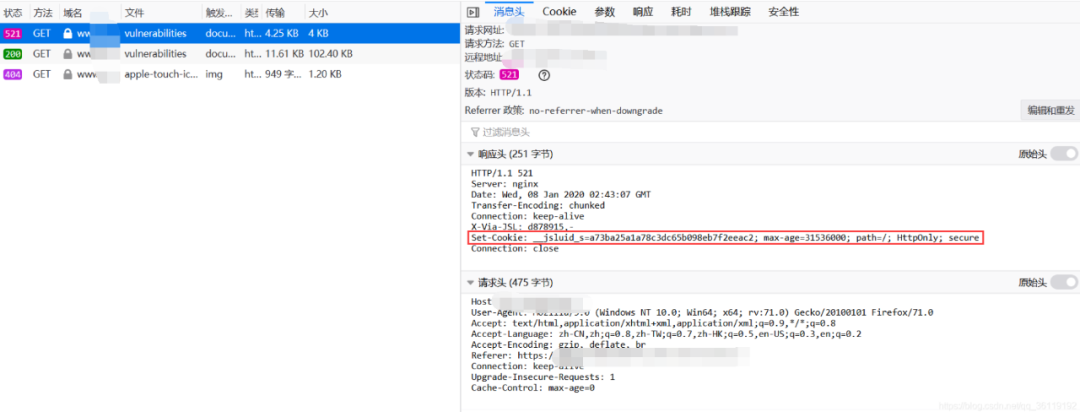 状态 方法 域名 文件 触发... 类型 传输 大小
521 GET ww vulnerabilities docu... ht... 4.25 KB 4 KB
200 GET ww vulnerabilities docu... ht... 11.61 KB 102.40 KB
404 GET ww apple-touch-ic... img ht... 949 字... 1.20 KB
消息头 Cookie 参数 响应 耗时 堆栈跟踪 安全性
请求网址:
请求方法: GET
远程地址
状态码: 521 ?
版本: HTTP/1.1
Referrer 政策: no-referrer-when-downgrade 编辑和重发
过滤消息头
响应头 (251 字节) 原始头
HTTP/1.1 521
Server: nginx
Date: Wed, 08 Jan 2020 02:43:07 GMT
Transfer-Encoding: chunked
Connection: keep-alive
X-Via-JSL: d878915,-
Set-Cookie: __jsluid_s=a73ba25a1a78c3dc65b098eb7f2eeac2; max-age=31536000; path=/; HttpOnly; secure
Connection: close
请求头 (475 字节) 原始头
Host
User-Agent: Mozilla/5.0 (Windows NT 10.0; Win64; x64; rv:71.0) Gecko/20100101 Firefox/71.0
Accept: text/html,application/xhtml+xml,application/xml;q=0.9,*/*;q=0.8
Accept-Language: zh-CN,zh;q=0.8,zh-TW;q=0.7,zh-HK;q=0.5,en-US;q=0.3,en;q=0.2
Accept-Encoding: gzip, deflate, br
Referer: https:/
Connection: keep-alive
Upgrade-Insecure-Requests: 1
Cache-Control: max-age=0